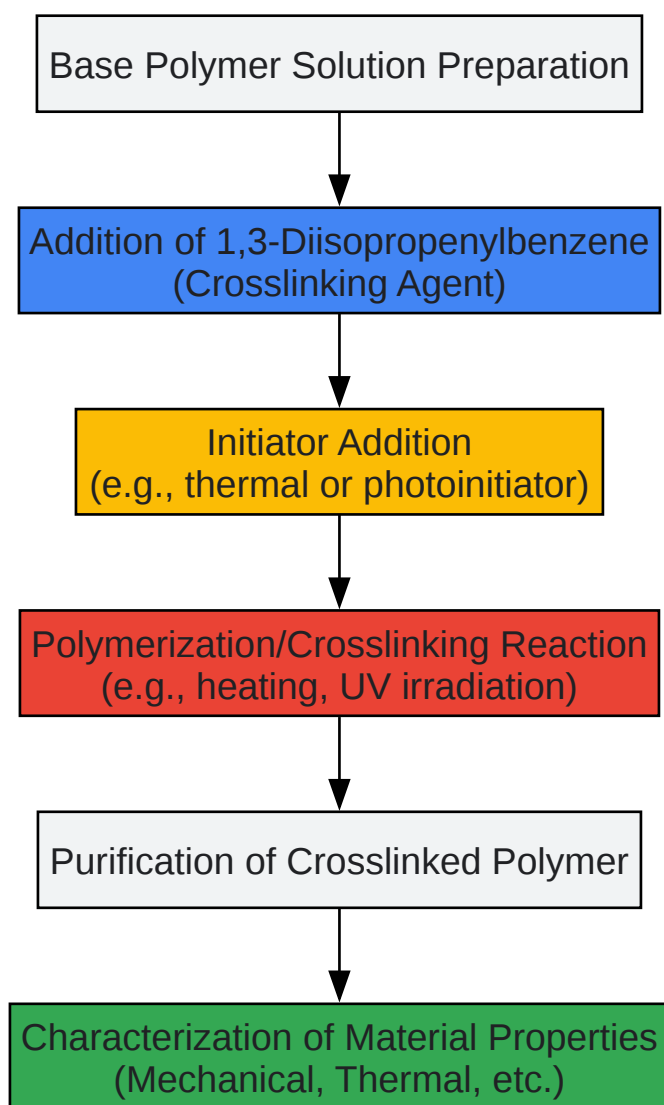 Base Polymer Solution Preparation
Addition of 1,3-Diisopropenylbenzene
(Crosslinking Agent)
Initiator Addition
(e.g., thermal or photoinitiator)
Polymerization/Crosslinking Reaction
(e.g., heating, UV irradiation)
Purification of Crosslinked Polymer
Characterization of Material Properties
(Mechanical, Thermal, etc.)